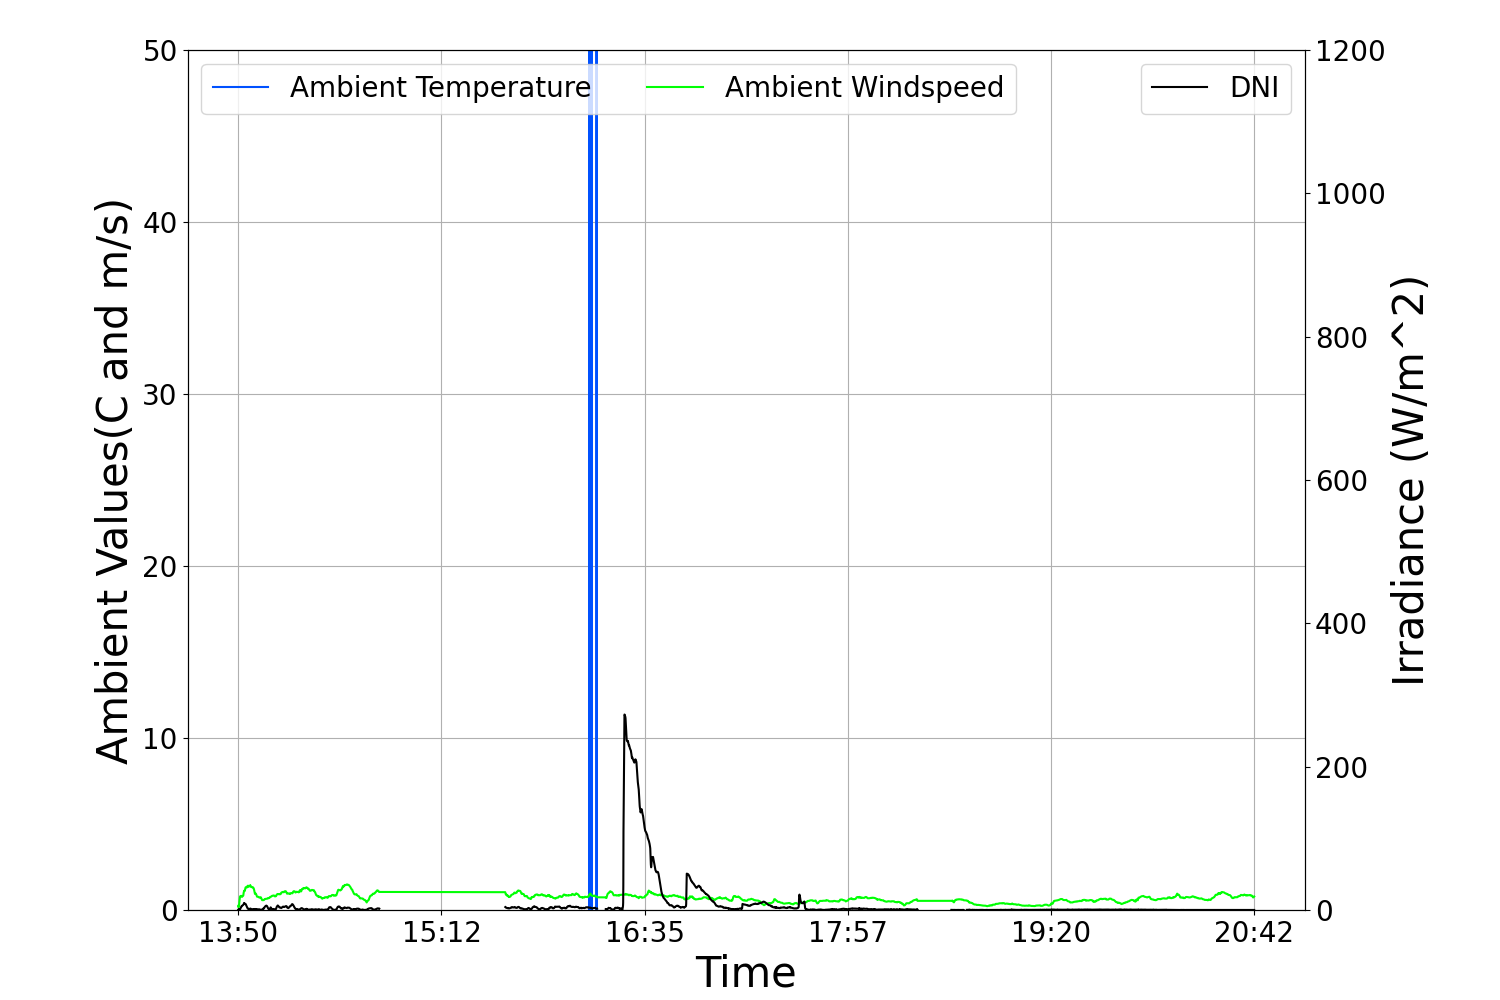 Ambient Temperature Ambient Windspeed DNI
Ambient Values(C and m/s)
50
40
30
20
10
0
1200
1000
800
600
400
200
0
Irradiance (W/m^2)
13:50 15:12 16:35 17:57 19:20 20:42
Time